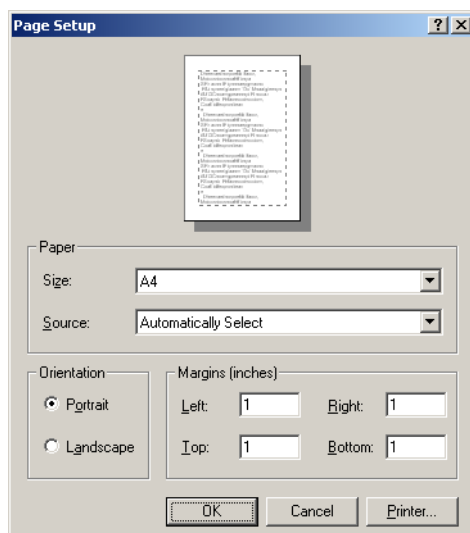 Page Setup
Paper
Size:
A4
Source:
Automatically Select
Orientation
Portrait
Landscape
Margins (inches)
Left: 1 Right: 1
Top: 1 Bottom: 1
OK Cancel Printer...